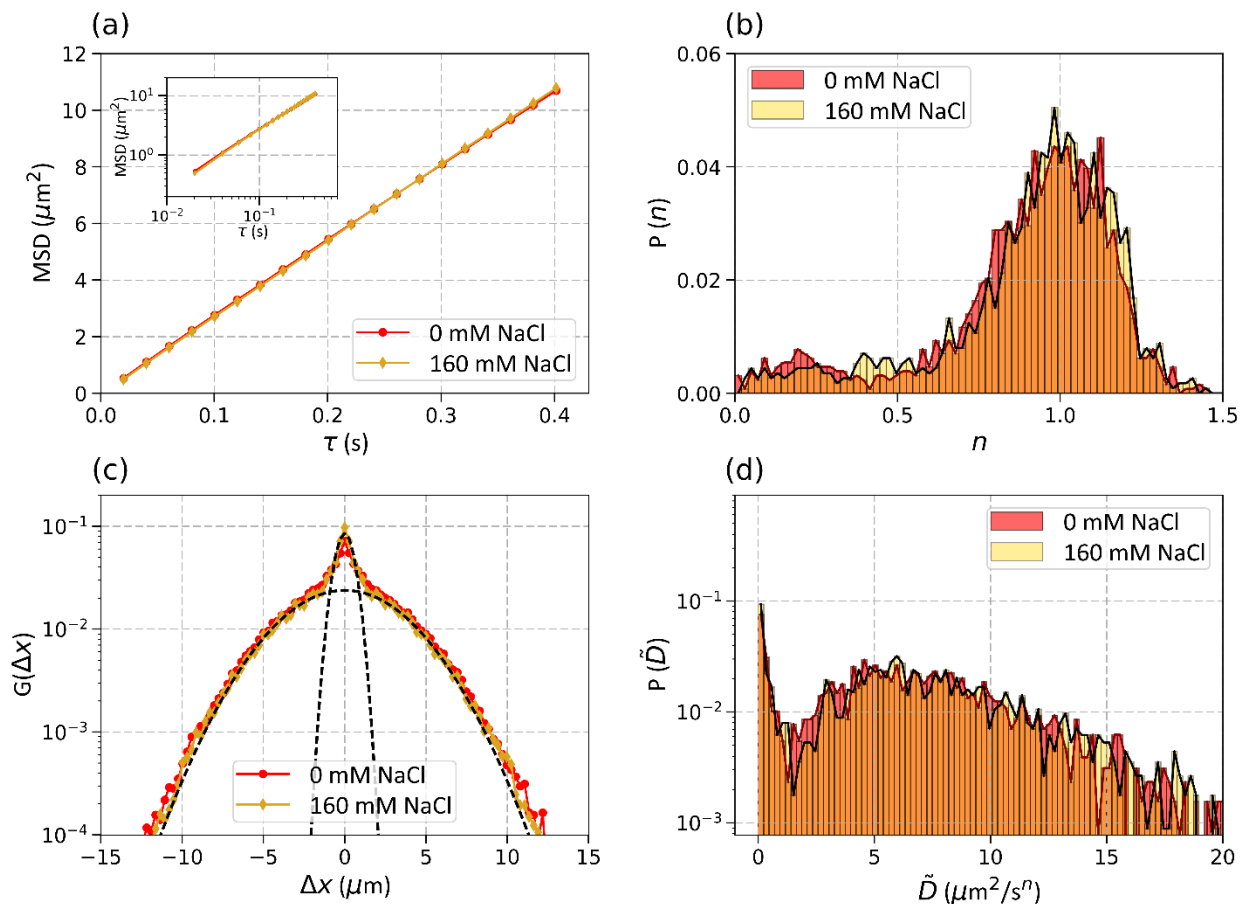 (a)
12
10
8
6
4
2
0
MSD (μm²)
0.0 0.1 0.2 0.3 0.4
τ (s)
10¹
10⁰
MSD (μm²)
10⁻² 10⁻¹
τ (s)
0 mM NaCl
160 mM NaCl
(b)
0.06
0.04
0.02
0.00
P (n)
0.0 0.5 1.0 1.5
n
0 mM NaCl
160 mM NaCl
(c)
10⁻¹
10⁻²
10⁻³
10⁻⁴
G(Δx)
−15 −10 −5 0 5 10 15
Δx (μm)
0 mM NaCl
160 mM NaCl
(d)
10⁻¹
10⁻²
10⁻³
P (D̃)
0 5 10 15 20
D̃ (μm²/sⁿ)
0 mM NaCl
160 mM NaCl